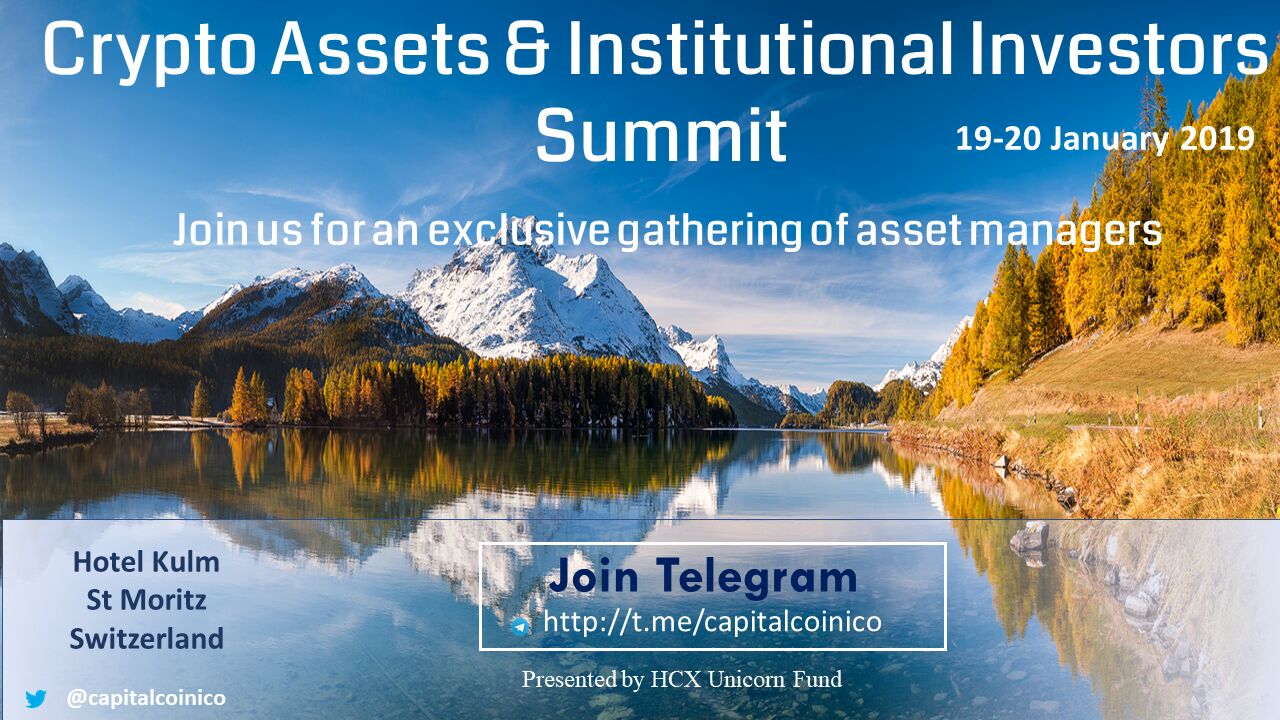 Crypto Assets & Institutional Investors
Summit
19-20 January 2019
Join us for an exclusive gathering of asset managers
Hotel Kulm
St Moritz
Switzerland
@capitalcoinico
Join Telegram
http://t.me/capitalcoinico
Presented by HCX Unicorn Fund